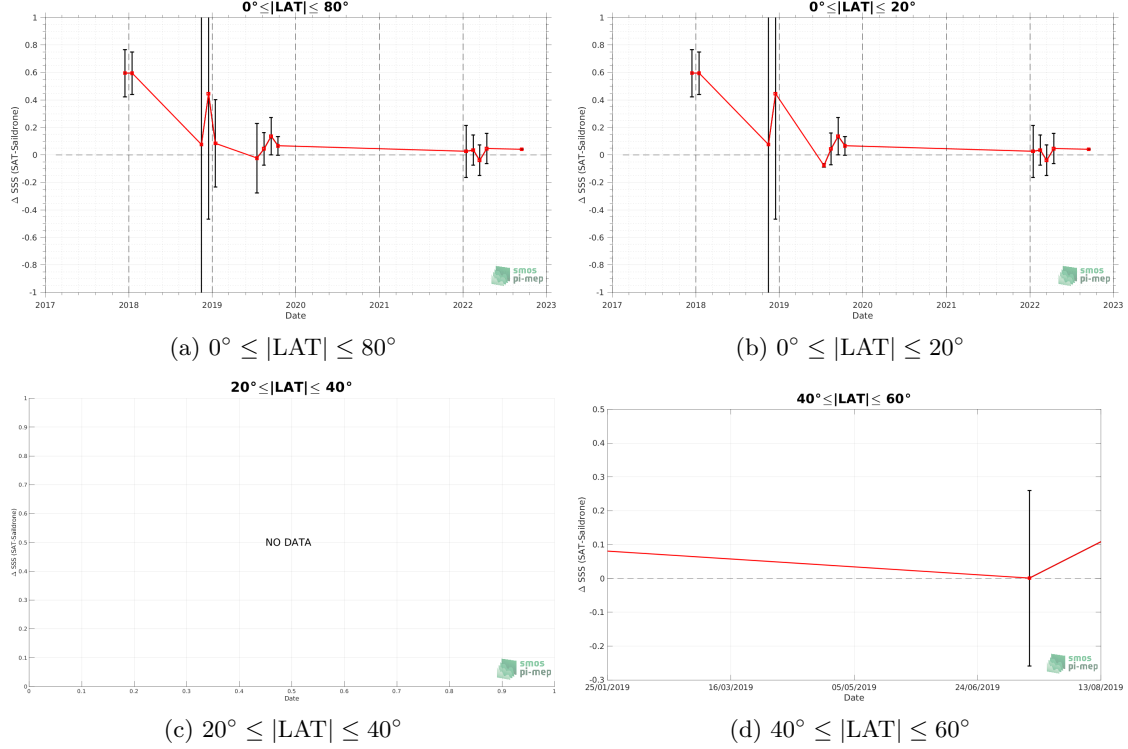 0°≤|LAT|≤ 80°
1
0.8
0.6
0.4
0.2
0
-0.2
-0.4
-0.6
-0.8
-1
Δ SSS (SAT-Saildrone)
2017 2018 2019 2020 2021 2022 2023
Date
smos
pi-mep
(a) 0° ≤ |LAT| ≤ 80°
0°≤|LAT|≤ 20°
1
0.8
0.6
0.4
0.2
0
-0.2
-0.4
-0.6
-0.8
-1
Δ SSS (SAT-Saildrone)
2017 2018 2019 2020 2021 2022 2023
Date
smos
pi-mep
(b) 0° ≤ |LAT| ≤ 20°
20°≤|LAT|≤ 40°
1
0.9
0.8
0.7
0.6
0.5
0.4
0.3
0.2
0.1
0
Δ SSS (SAT-Saildrone)
NO DATA
0 0.1 0.2 0.3 0.4 0.5 0.6 0.7 0.8 0.9 1
Date
smos
pi-mep
(c) 20° ≤ |LAT| ≤ 40°
40°≤|LAT|≤ 60°
0.5
0.4
0.3
0.2
0.1
0
-0.1
-0.2
-0.3
Δ SSS (SAT-Saildrone)
25/01/2019 16/03/2019 05/05/2019 24/06/2019 13/08/2019
Date
smos
pi-mep
(d) 40° ≤ |LAT| ≤ 60°